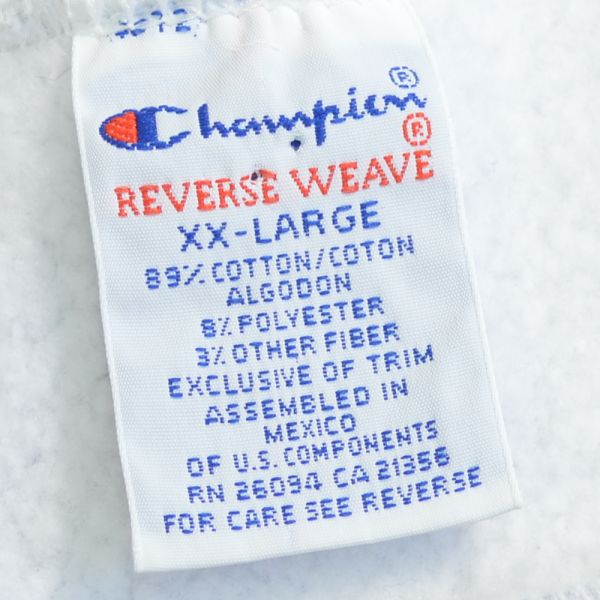 Champion®
REVERSE WEAVE®
XX-LARGE
89% COTTON/COTON
ALGODON
8% POLYESTER
3% OTHER FIBER
EXCLUSIVE OF TRIM
ASSEMBLED IN
MEXICO
OF U.S. COMPONENTS
RN 26094 CA 21356
FOR CARE SEE REVERSE